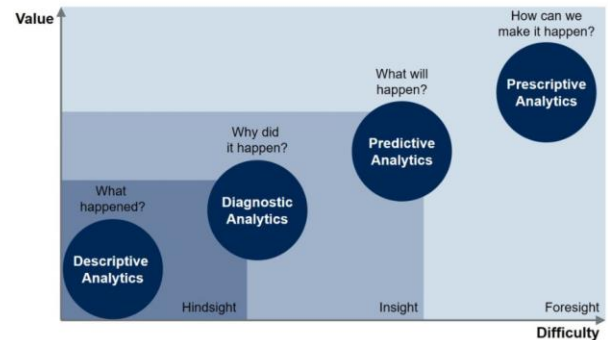 Value
How can we
make it happen?
Prescriptive
Analytics
What will
happen?
Predictive
Analytics
Why did
it happen?
Diagnostic
Analytics
What
happened?
Descriptive
Analytics
Hindsight
Insight
Foresight
Difficulty